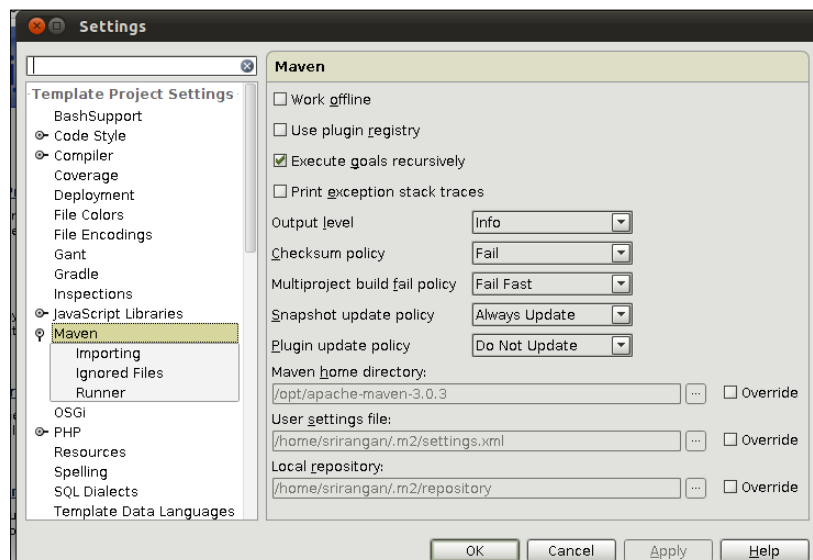 Settings
Template Project Settings
BashSupport
Code Style
Compiler
Coverage
Deployment
File Colors
File Encodings
Gant
Gradle
Inspections
JavaScript Libraries
Maven
Importing
Ignored Files
Runner
OSGi
PHP
Resources
Spelling
SQL Dialects
Template Data Languages
Maven
Work offline
Use plugin registry
Execute goals recursively
Print exception stack traces
Output level Info
Checksum policy Fail
Multiproject build fail policy Fail Fast
Snapshot update policy Always Update
Plugin update policy Do Not Update
Maven home directory:
/opt/apache-maven-3.0.3 ... Override
User settings file:
/home/srirangan/.m2/settings.xml ... Override
Local repository:
/home/srirangan/.m2/repository ... Override
OK Cancel Apply Help